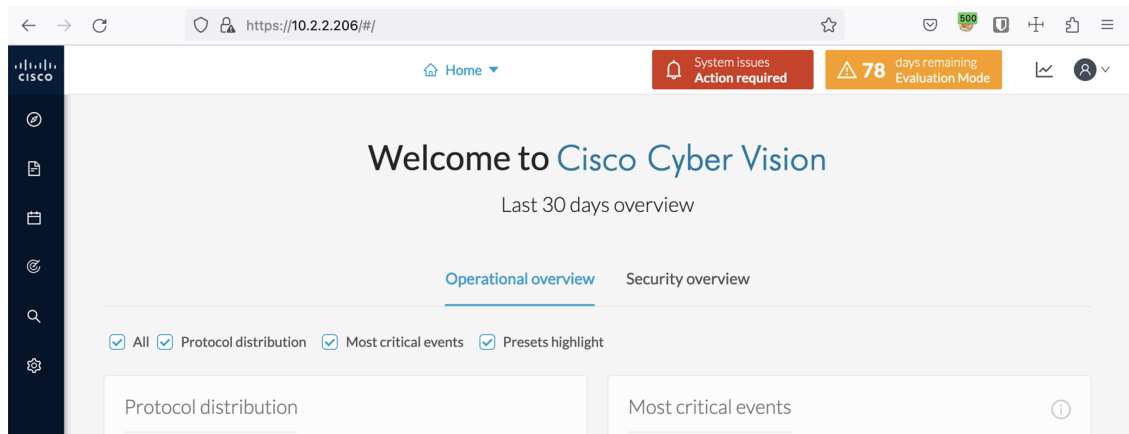 https://10.2.2.206/#/
500
CISCO
Home
System issues
Action required
78 days remaining
Evaluation Mode
Welcome to Cisco Cyber Vision
Last 30 days overview
Operational overview Security overview
All Protocol distribution Most critical events Presets highlight
Protocol distribution Most critical events